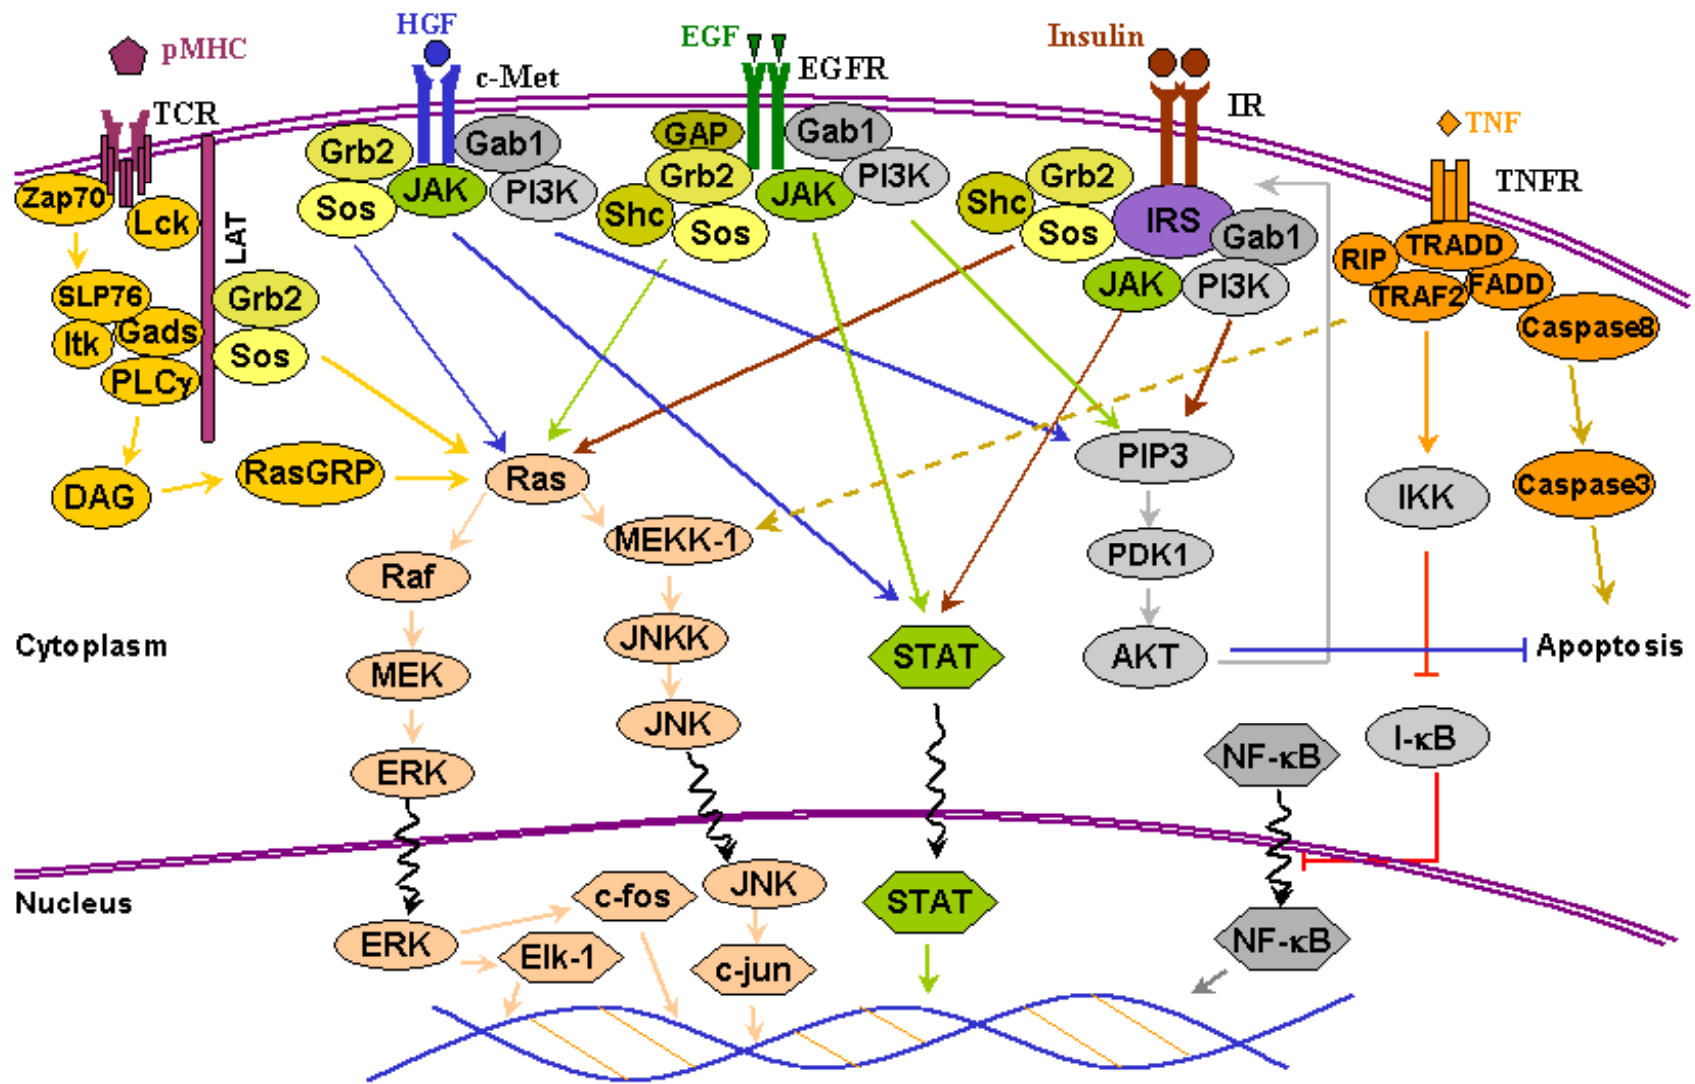 pMHC
HGF
EGF
Insulin
c-Met
EGFR
IR
TNF
TCR
TNFR
Zap70
Lck
LAT
Grb2
Sos
JAK
Gab1
PI3K
GAP
Grb2
Shc
Sos
JAK
Gab1
PI3K
Shc
Grb2
Sos
IRS
Gab1
JAK
PI3K
RIP
TRADD
TRAF2
FADD
Caspase8
SLP76
Itk
Gads
PLCγ
Grb2
Sos
DAG
RasGRP
Ras
PIP3
IKK
Caspase3
MEKK-1
Raf
PDK1
Cytoplasm
MEK
JNKK
STAT
AKT
Apoptosis
JNK
ERK
NF-κB
I-κB
Nucleus
ERK
c-fos
Elk-1
JNK
c-jun
STAT
NF-κB